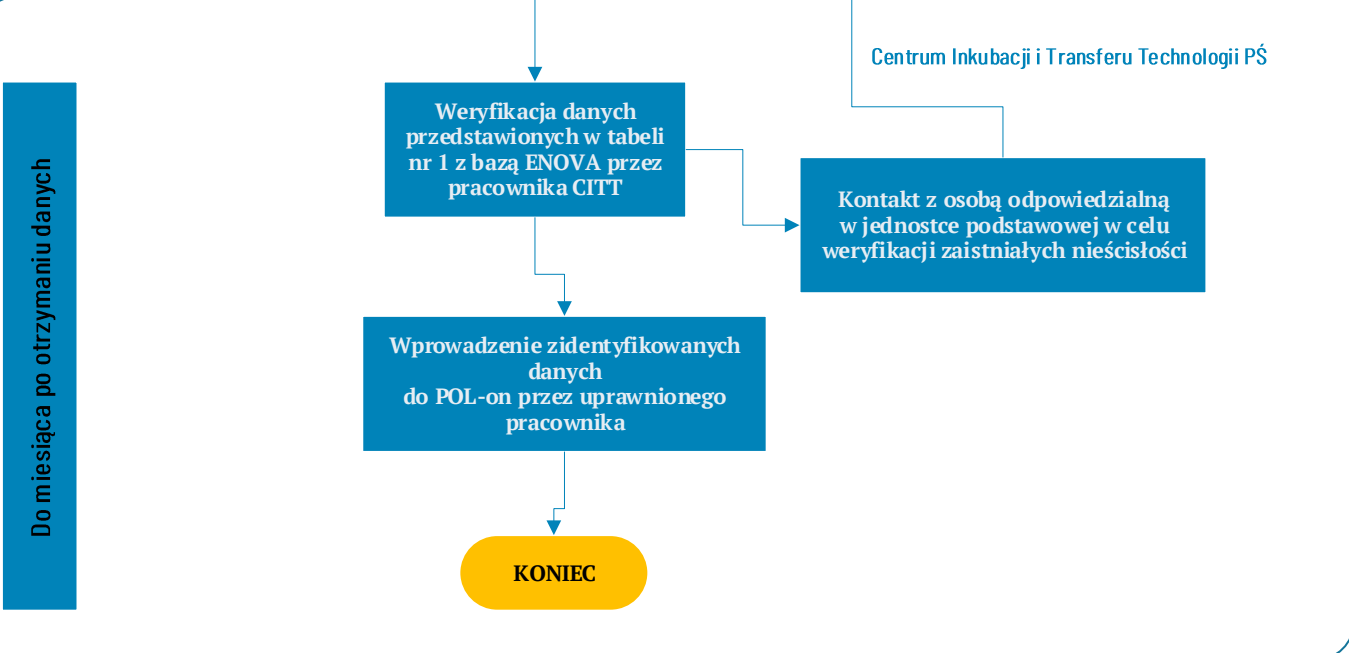 Centrum Inkubacji i Transferu Technologii PŚ
Do miesiąca po otrzymaniu danych
Weryfikacja danych
przedstawionych w tabeli
nr 1 z bazą ENOVA przez
pracownika CITT
Kontakt z osobą odpowiedzialną
w jednostce podstawowej w celu
weryfikacji zaistniałych nieścisłości
Wprowadzenie zidentyfikowanych
danych
do POL-on przez uprawnionego
pracownika
KONIEC